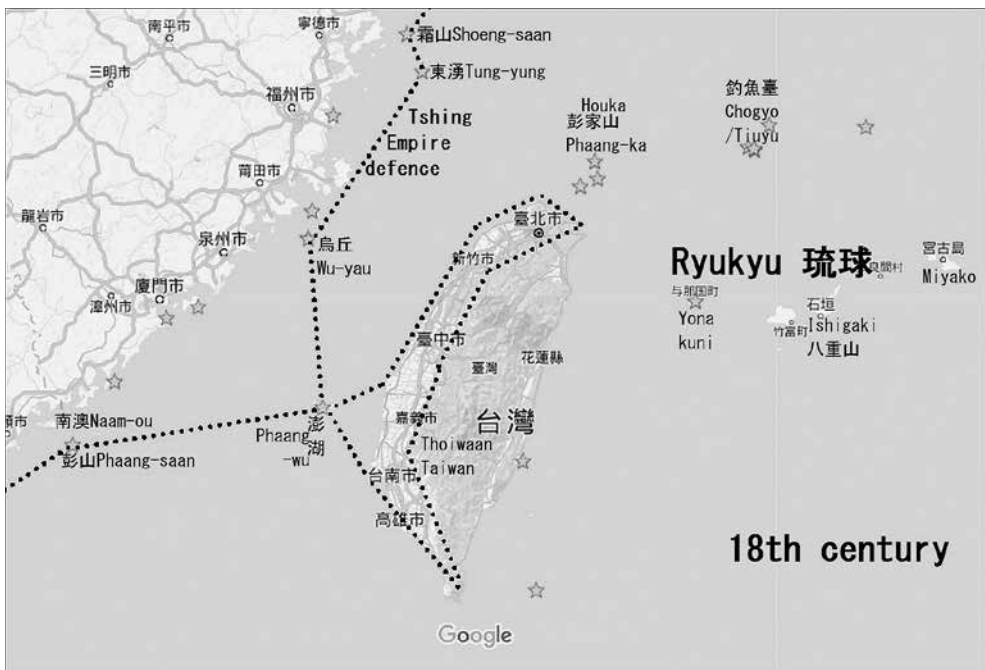 南平市
寧德市
霜山Shoeng-saan
三明市
東湧Tung-yung
福州市
釣魚臺
Chogyo
/Tiuyu
Houka
彭家山
Phaang-ka
Tshing
Empire
defence
莆田市
龍岩市
泉州市
烏丘
Wu-yau
臺北市
新竹市
Ryukyu 琉球
良間村
宮古島
Miyako
廈門市
漳州市
与那国町
Yona
kuni
石垣
竹富町
Ishigaki
八重山
臺中市
臺灣
花蓮縣
南澳Naam-ou
彭山Phaang-saan
澎湖
Phaang
-wu
嘉義市
台灣
Thoiwaan
Taiwan
台南市
高雄市
18th century
Google